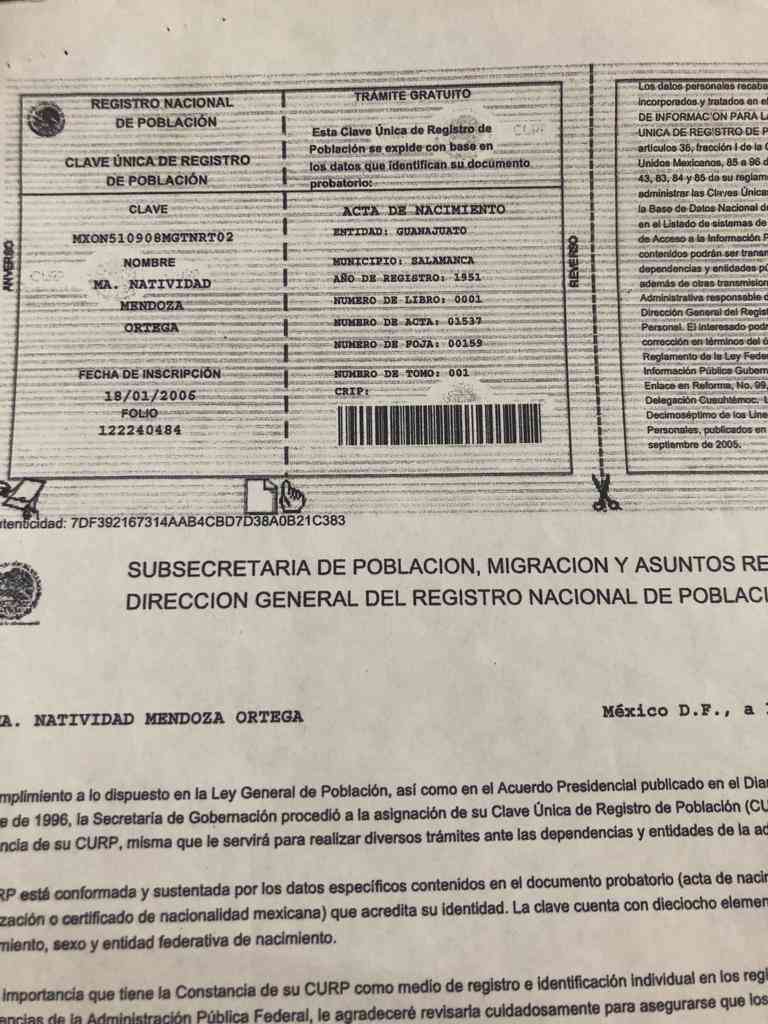 REGISTRO NACIONAL
DE POBLACIÓN
CLAVE ÚNICA DE REGISTRO
DE POBLACIÓN
CLAVE
MXON510908MGTNRT02
NOMBRE
MA. NATIVIDAD
MENDOZA
ORTEGA
FECHA DE INSCRIPCIÓN
18/01/2006
FOLIO
122240484
ANVERSO
TRÁMITE GRATUITO
Esta Clave Única de Registro de
Población se expide con base en
los datos que identifican su documento
probatorio:
ACTA DE NACIMIENTO
ENTIDAD: GUANAJUATO
MUNICIPIO: SALAMANCA
AÑO DE REGISTRO: 1951
NUMERO DE LIBRO: 0001
NUMERO DE ACTA: 01537
NUMERO DE FOJA: 00159
NUMERO DE TOMO: 001
CRIP:
REVERSO
Los datos personales recaba
incorporados y tratados en el
DE INFORMACION PARA LA
UNICA DE REGISTRO DE P
artículos 36, fracción I de la C
Unidos Mexicanos, 85 a 96 d
43, 83, 84 y 85 da su reglam
administrar las Claves Únicas
la Base de Datos Nacional de
en el Listado de sistemas de
de Acceso a la Información P
contenidos podrán ser transm
dependencias y entidades pú
además de otras transmision
Administrativa responsable d
Dirección General del Regist
Personal. El interesado podr
corrección en términos del ó
Reglamento de la Ley Feder
Información Pública Gubern
Enlace en Reforma, No. 99,
Delegación Cuauhtémoc.
Decimoséptimo de los Line
Personales, publicados en
septiembre de 2005.
tenticidad: 7DF392167314AAB4CBD7D38A0B21C383
SUBSECRETARIA DE POBLACION, MIGRACION Y ASUNTOS RE
DIRECCION GENERAL DEL REGISTRO NACIONAL DE POBLACI
A. NATIVIDAD MENDOZA ORTEGA
México D.F., a
mplimiento a lo dispuesto en la Ley General de Población, así como en el Acuerdo Presidencial publicado en el Diar
e de 1996, la Secretaría de Gobernación procedió a la asignación de su Clave Única de Registro de Población (CU
ncia de su CURP, misma que le servirá para realizar diversos trámites ante las dependencias y entidades de la ad
RP está conformada y sustentada por los datos específicos contenidos en el documento probatorio (acta de nacim
zación o certificado de nacionalidad mexicana) que acredita su identidad. La clave cuenta con dieciocho elemen
miento, sexo y entidad federativa de nacimiento.
importancia que tiene la Constancia de su CURP como medio de registro e identificación individual en los regi
ancias de la Administración Pública Federal, le agradeceré revisarla cuidadosamente para asegurarse que los